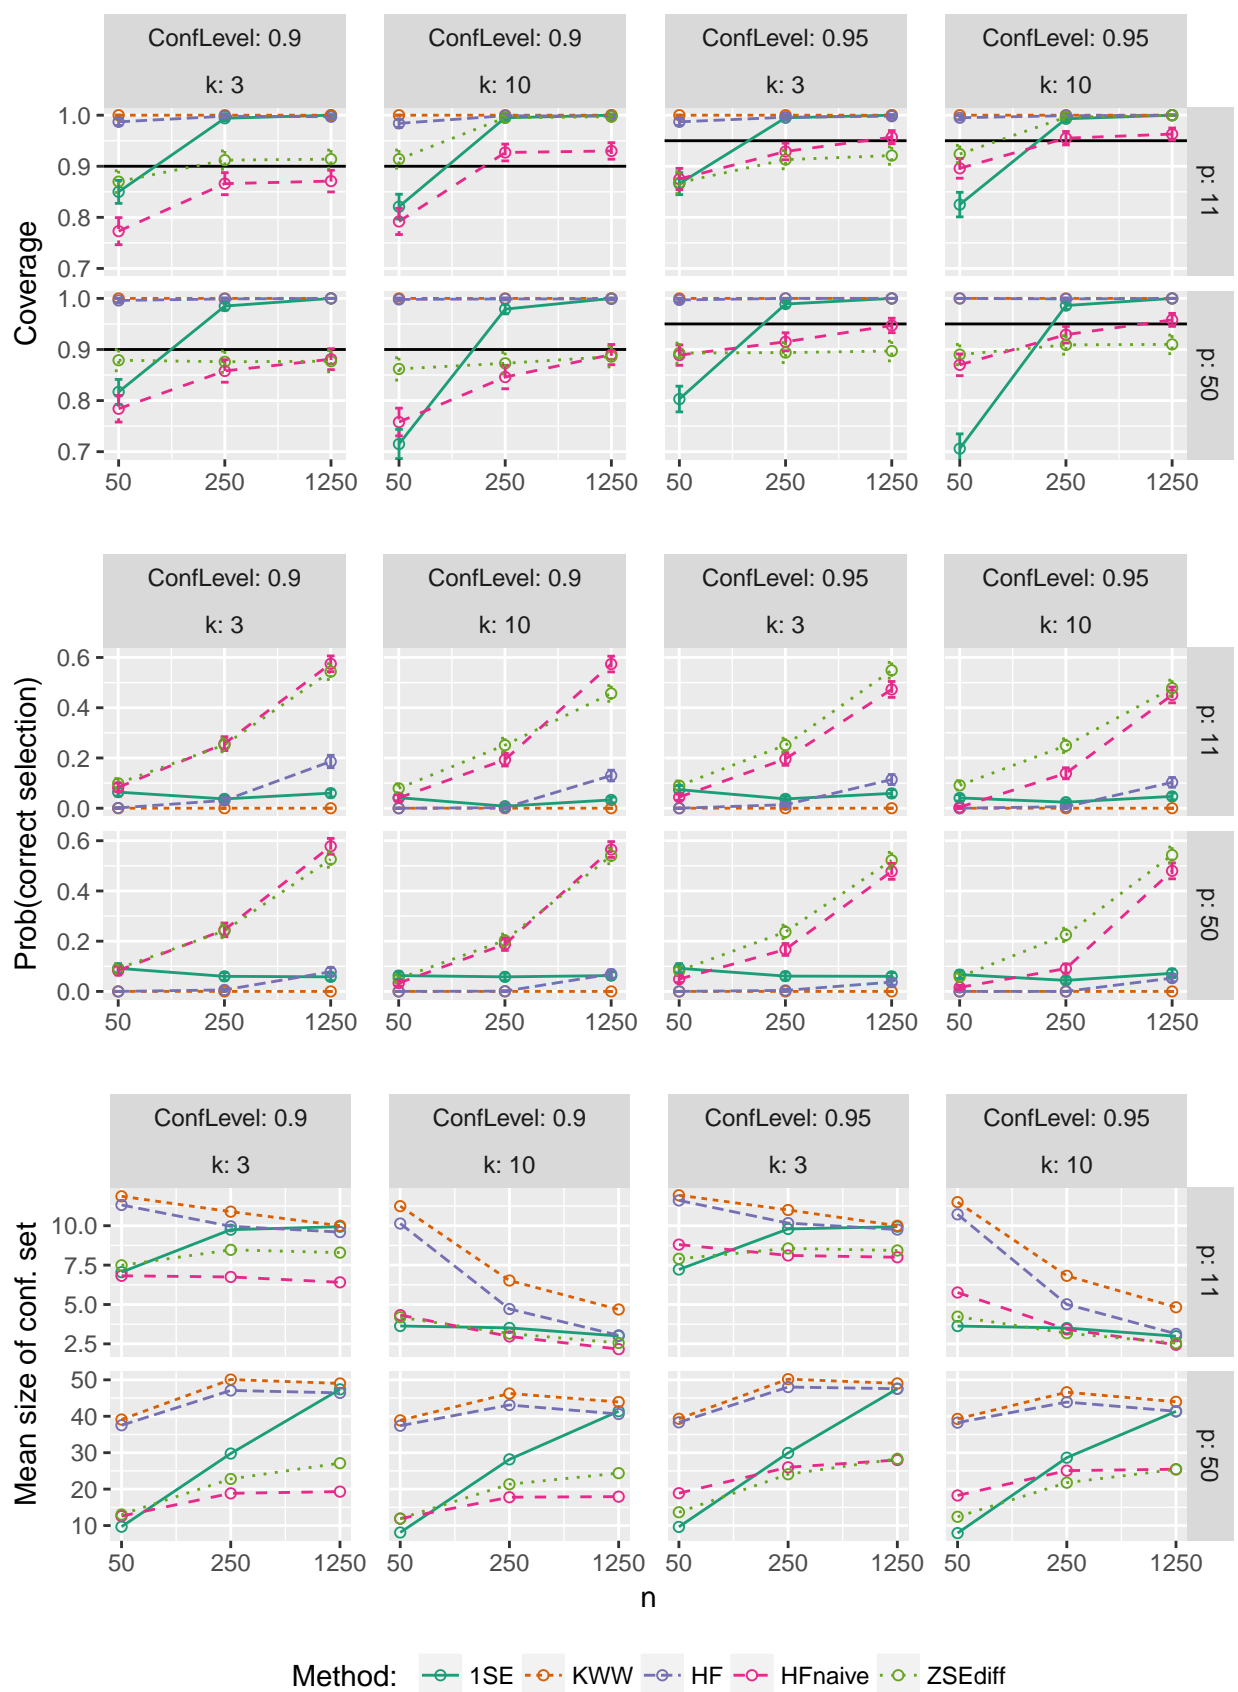 ConfLevel: 0.9 ConfLevel: 0.9 ConfLevel: 0.95 ConfLevel: 0.95
k: 3 k: 10 k: 3 k: 10
Coverage
1.0
0.9
0.8
0.7
p: 11
1.0
0.9
0.8
0.7
p: 50
50 250 1250 50 250 1250 50 250 1250 50 250 1250
ConfLevel: 0.9 ConfLevel: 0.9 ConfLevel: 0.95 ConfLevel: 0.95
k: 3 k: 10 k: 3 k: 10
Prob(correct selection)
0.6
0.4
0.2
0.0
p: 11
0.6
0.4
0.2
0.0
p: 50
50 250 1250 50 250 1250 50 250 1250 50 250 1250
ConfLevel: 0.9 ConfLevel: 0.9 ConfLevel: 0.95 ConfLevel: 0.95
k: 3 k: 10 k: 3 k: 10
Mean size of conf. set
10.0
7.5
5.0
2.5
p: 11
50
40
30
20
10
p: 50
50 250 1250 50 250 1250 50 250 1250 50 250 1250
n
Method: 1SE KWW HF HFnaive ZSEdiff